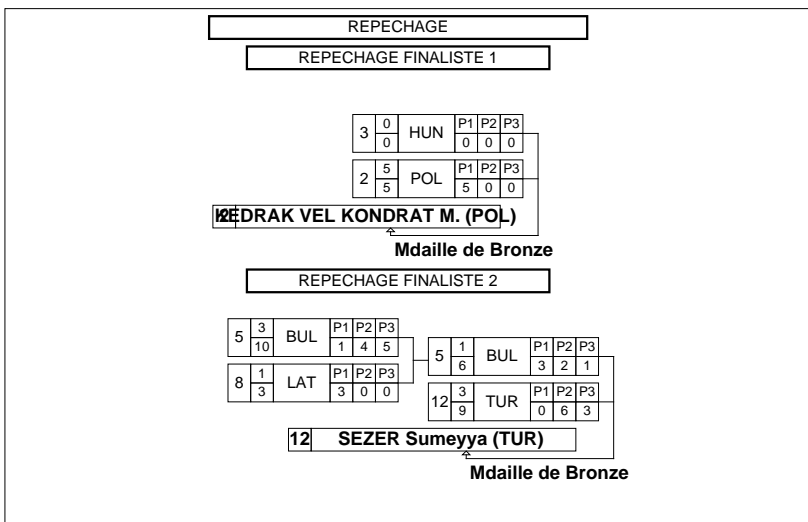 REPECHAGE
REPECHAGE FINALISTE 1
3 0 HUN P1 P2 P3
0 0 0 0
2 5 POL P1 P2 P3
5 5 0 0
2 KEDRAK VEL KONDRAT M. (POL)
Mdaille de Bronze
REPECHAGE FINALISTE 2
5 3 BUL P1 P2 P3
10 1 4 5
5 1 BUL P1 P2 P3
6 3 2 1
8 1 LAT P1 P2 P3
3 3 0 0
12 3 TUR P1 P2 P3
9 0 6 3
12 SEZER Sumeyya (TUR)
Mdaille de Bronze